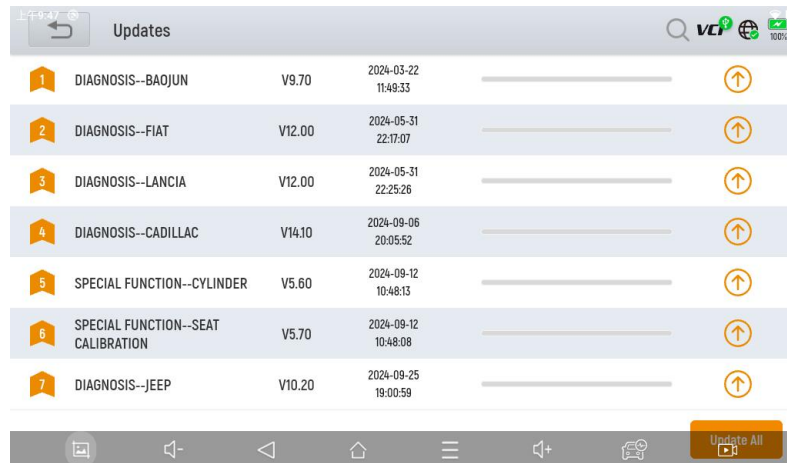 上午9:47
Updates
VCI
100%
1 DIAGNOSIS--BAOJUN V9.70 2024-03-22
11:49:33
2 DIAGNOSIS--FIAT V12.00 2024-05-31
22:17:07
3 DIAGNOSIS--LANCIA V12.00 2024-05-31
22:25:26
4 DIAGNOSIS--CADILLAC V14.10 2024-09-06
20:05:52
5 SPECIAL FUNCTION--CYLINDER V5.60 2024-09-12
10:48:13
6 SPECIAL FUNCTION--SEAT
CALIBRATION V5.70 2024-09-12
10:48:08
7 DIAGNOSIS--JEEP V10.20 2024-09-25
19:00:59
Update All